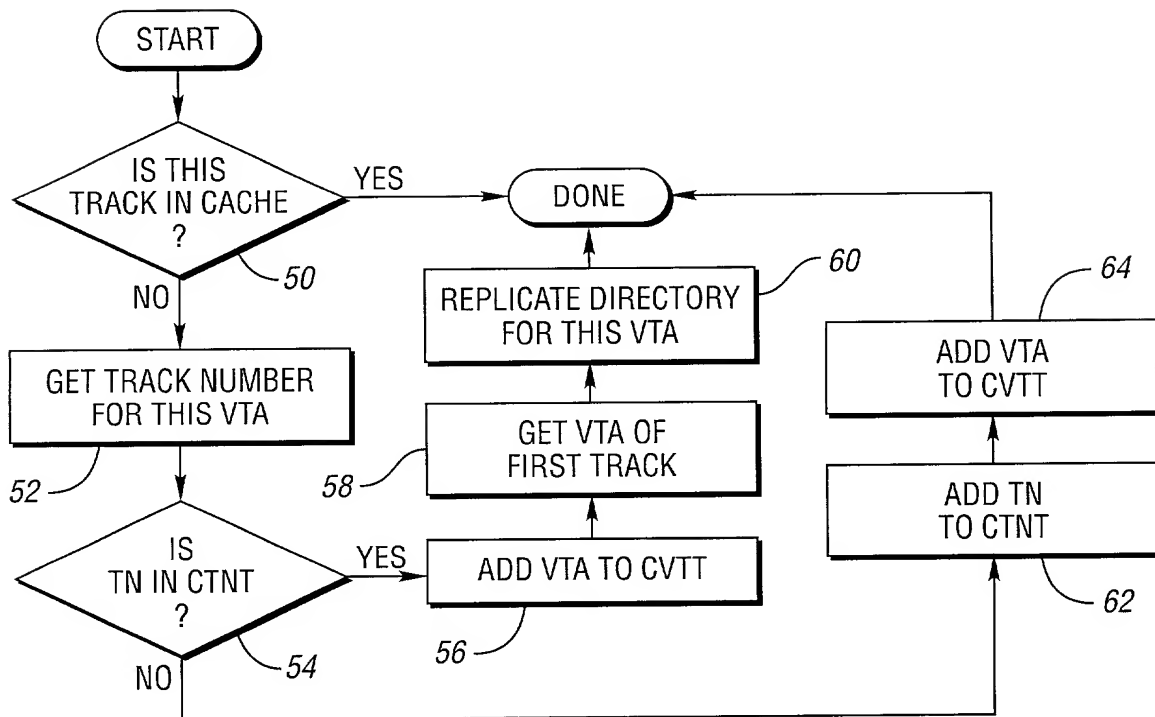 START
IS THIS
TRACK IN CACHE
?
YES
50
NO
DONE
REPLICATE DIRECTORY
FOR THIS VTA
60
64
ADD VTA
TO CVTT
GET TRACK NUMBER
FOR THIS VTA
52
58
GET VTA OF
FIRST TRACK
ADD TN
TO CTNT
62
IS
TN IN CTNT
?
YES
54
NO
ADD VTA TO CVTT
56